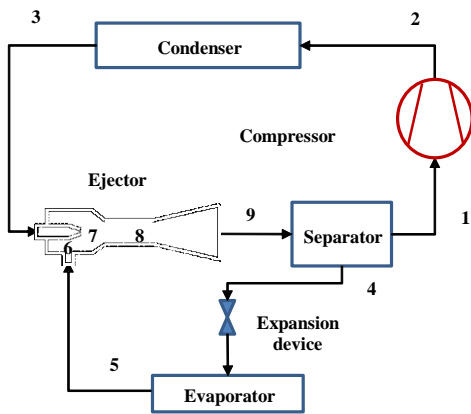 3
2
Condenser
Compressor
Ejector
9
1
7
8
6
Separator
4
Expansion
device
5
Evaporator